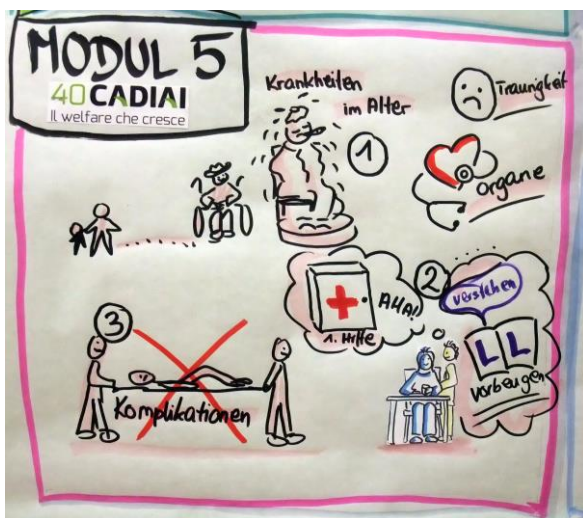 MODUL 5
40 CADIAI
Il welfare che cresce
Krankheiten
im Alter
1
Traurigkeit
Organe
2
verstehen
AHA!
1. Hilfe
L L
vorbeugen
3
Komplikationen